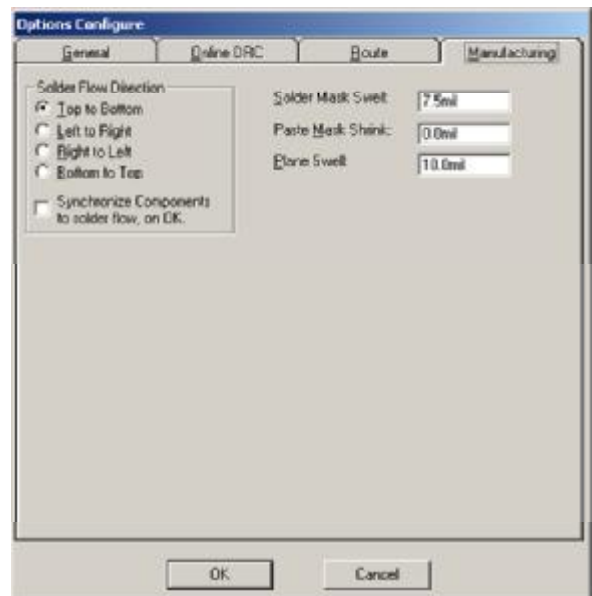 Options Configure
General Online DRC Route Manufacturing
Solder Flow Direction
Top to Bottom
Left to Right
Right to Left
Bottom to Top
Synchronize Components
to solder flow, on OK.
Solder Mask Swell: 7.5mil
Paste Mask Shrink: 0.0mil
Plane Swell: 10.0mil
OK Cancel